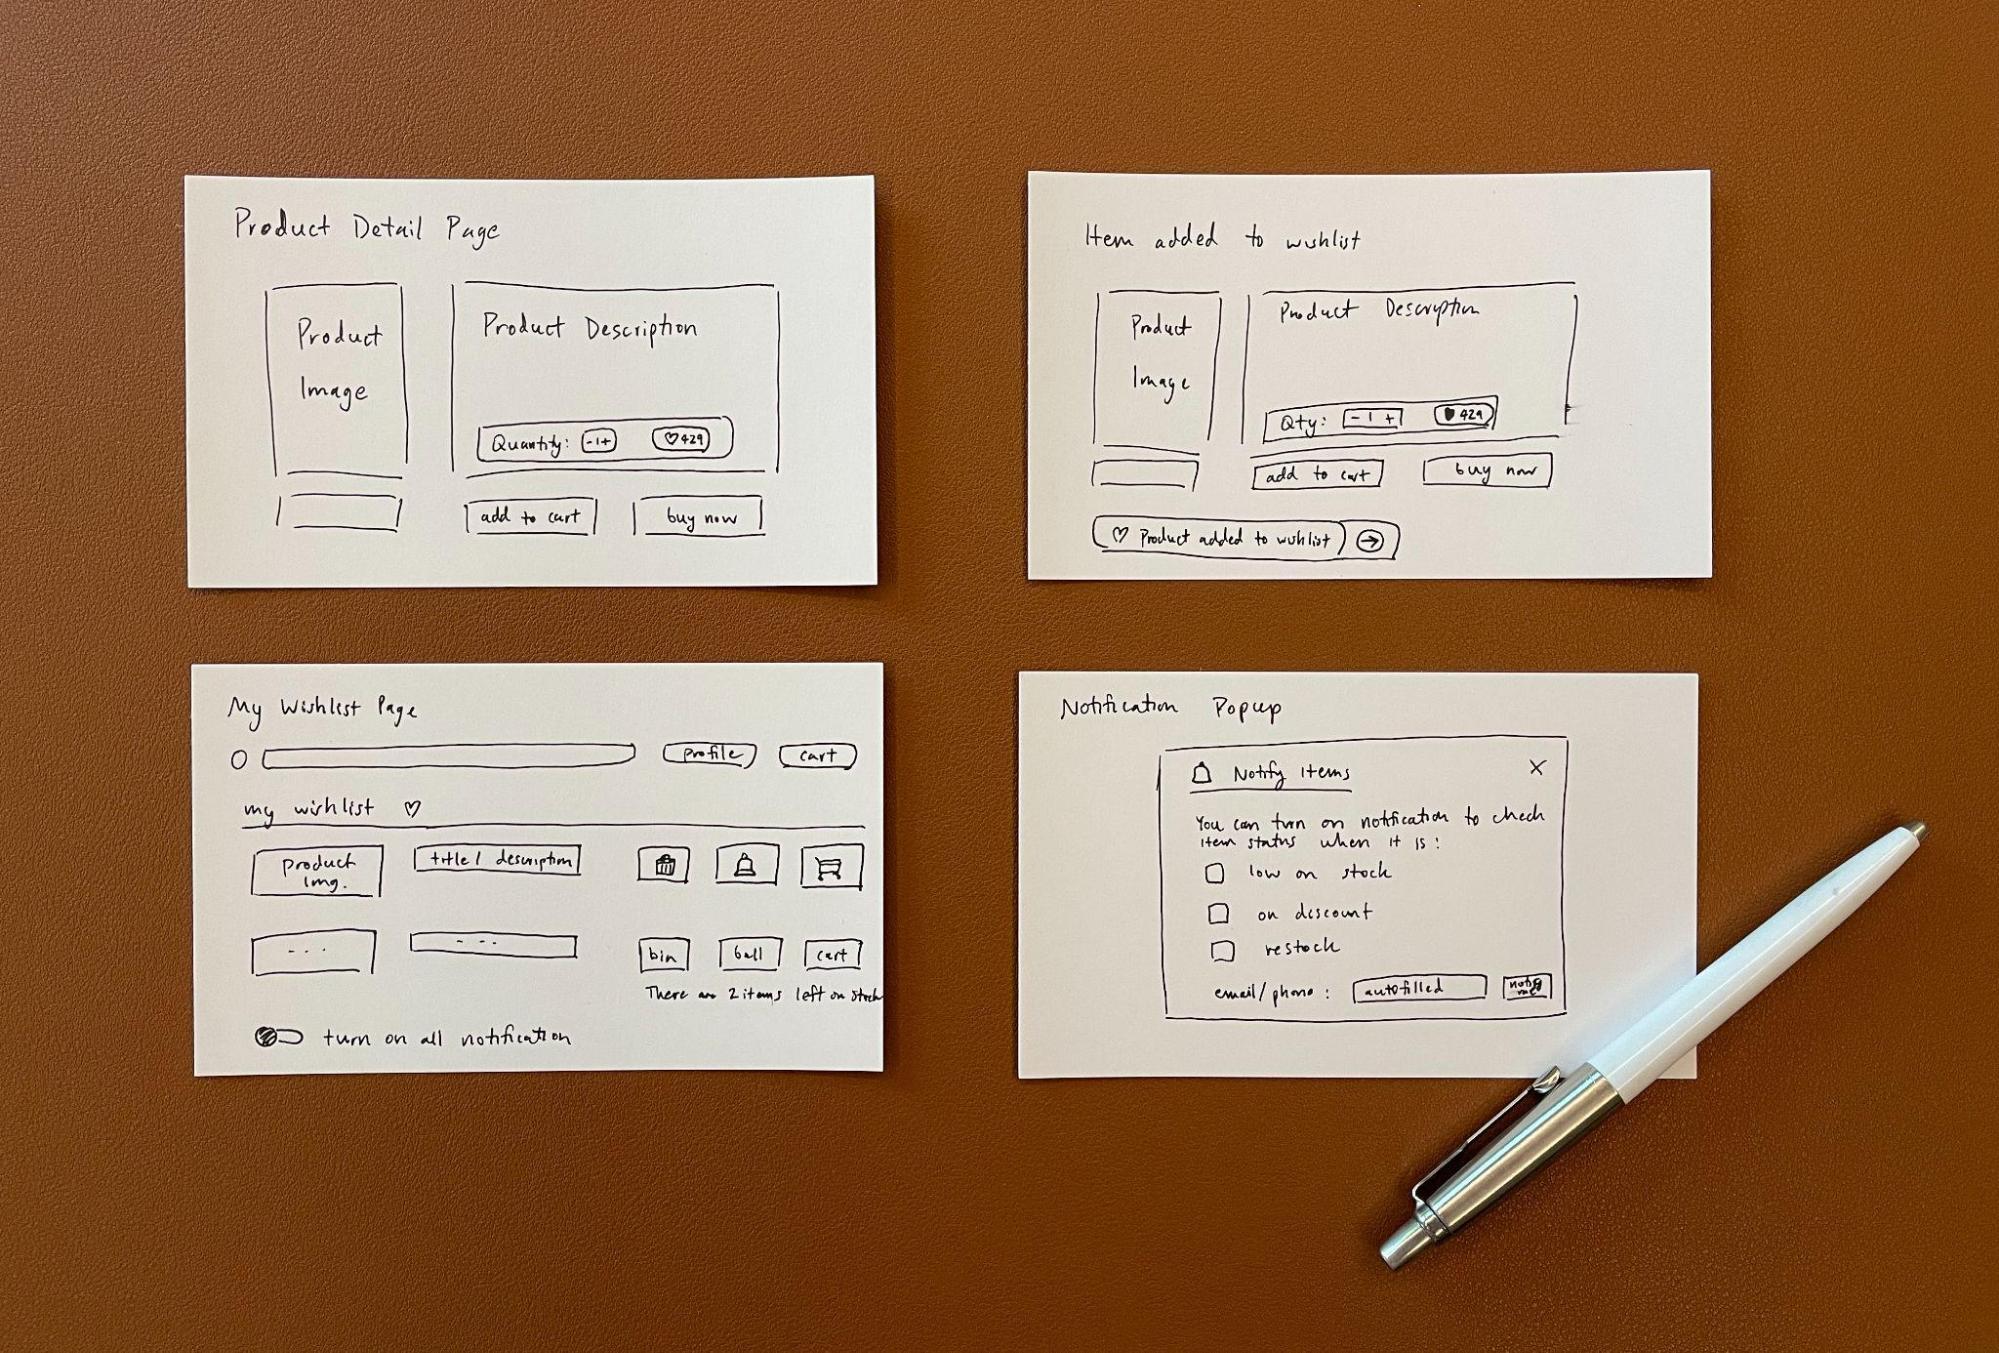 Product Detail Page
Product
Image
Product Description
Quantity: -1+ ♡429
add to cart
buy now
Item added to wishlist
Product
Image
Product Description
Qty: - 1 + ♥429
add to cart
buy now
♡ Product added to wishlist →
My Wishlist Page
profile
cart
my wishlist ♡
Product
Img.
title / description
- - -
- - -
bin
bell
cart
There are 2 items left on stock
turn on all notification
Notification Popup
Notify Items
X
You can turn on notification to check
item status when it is:
low on stock
on discount
restock
email/phone:
autofilled
notify
me